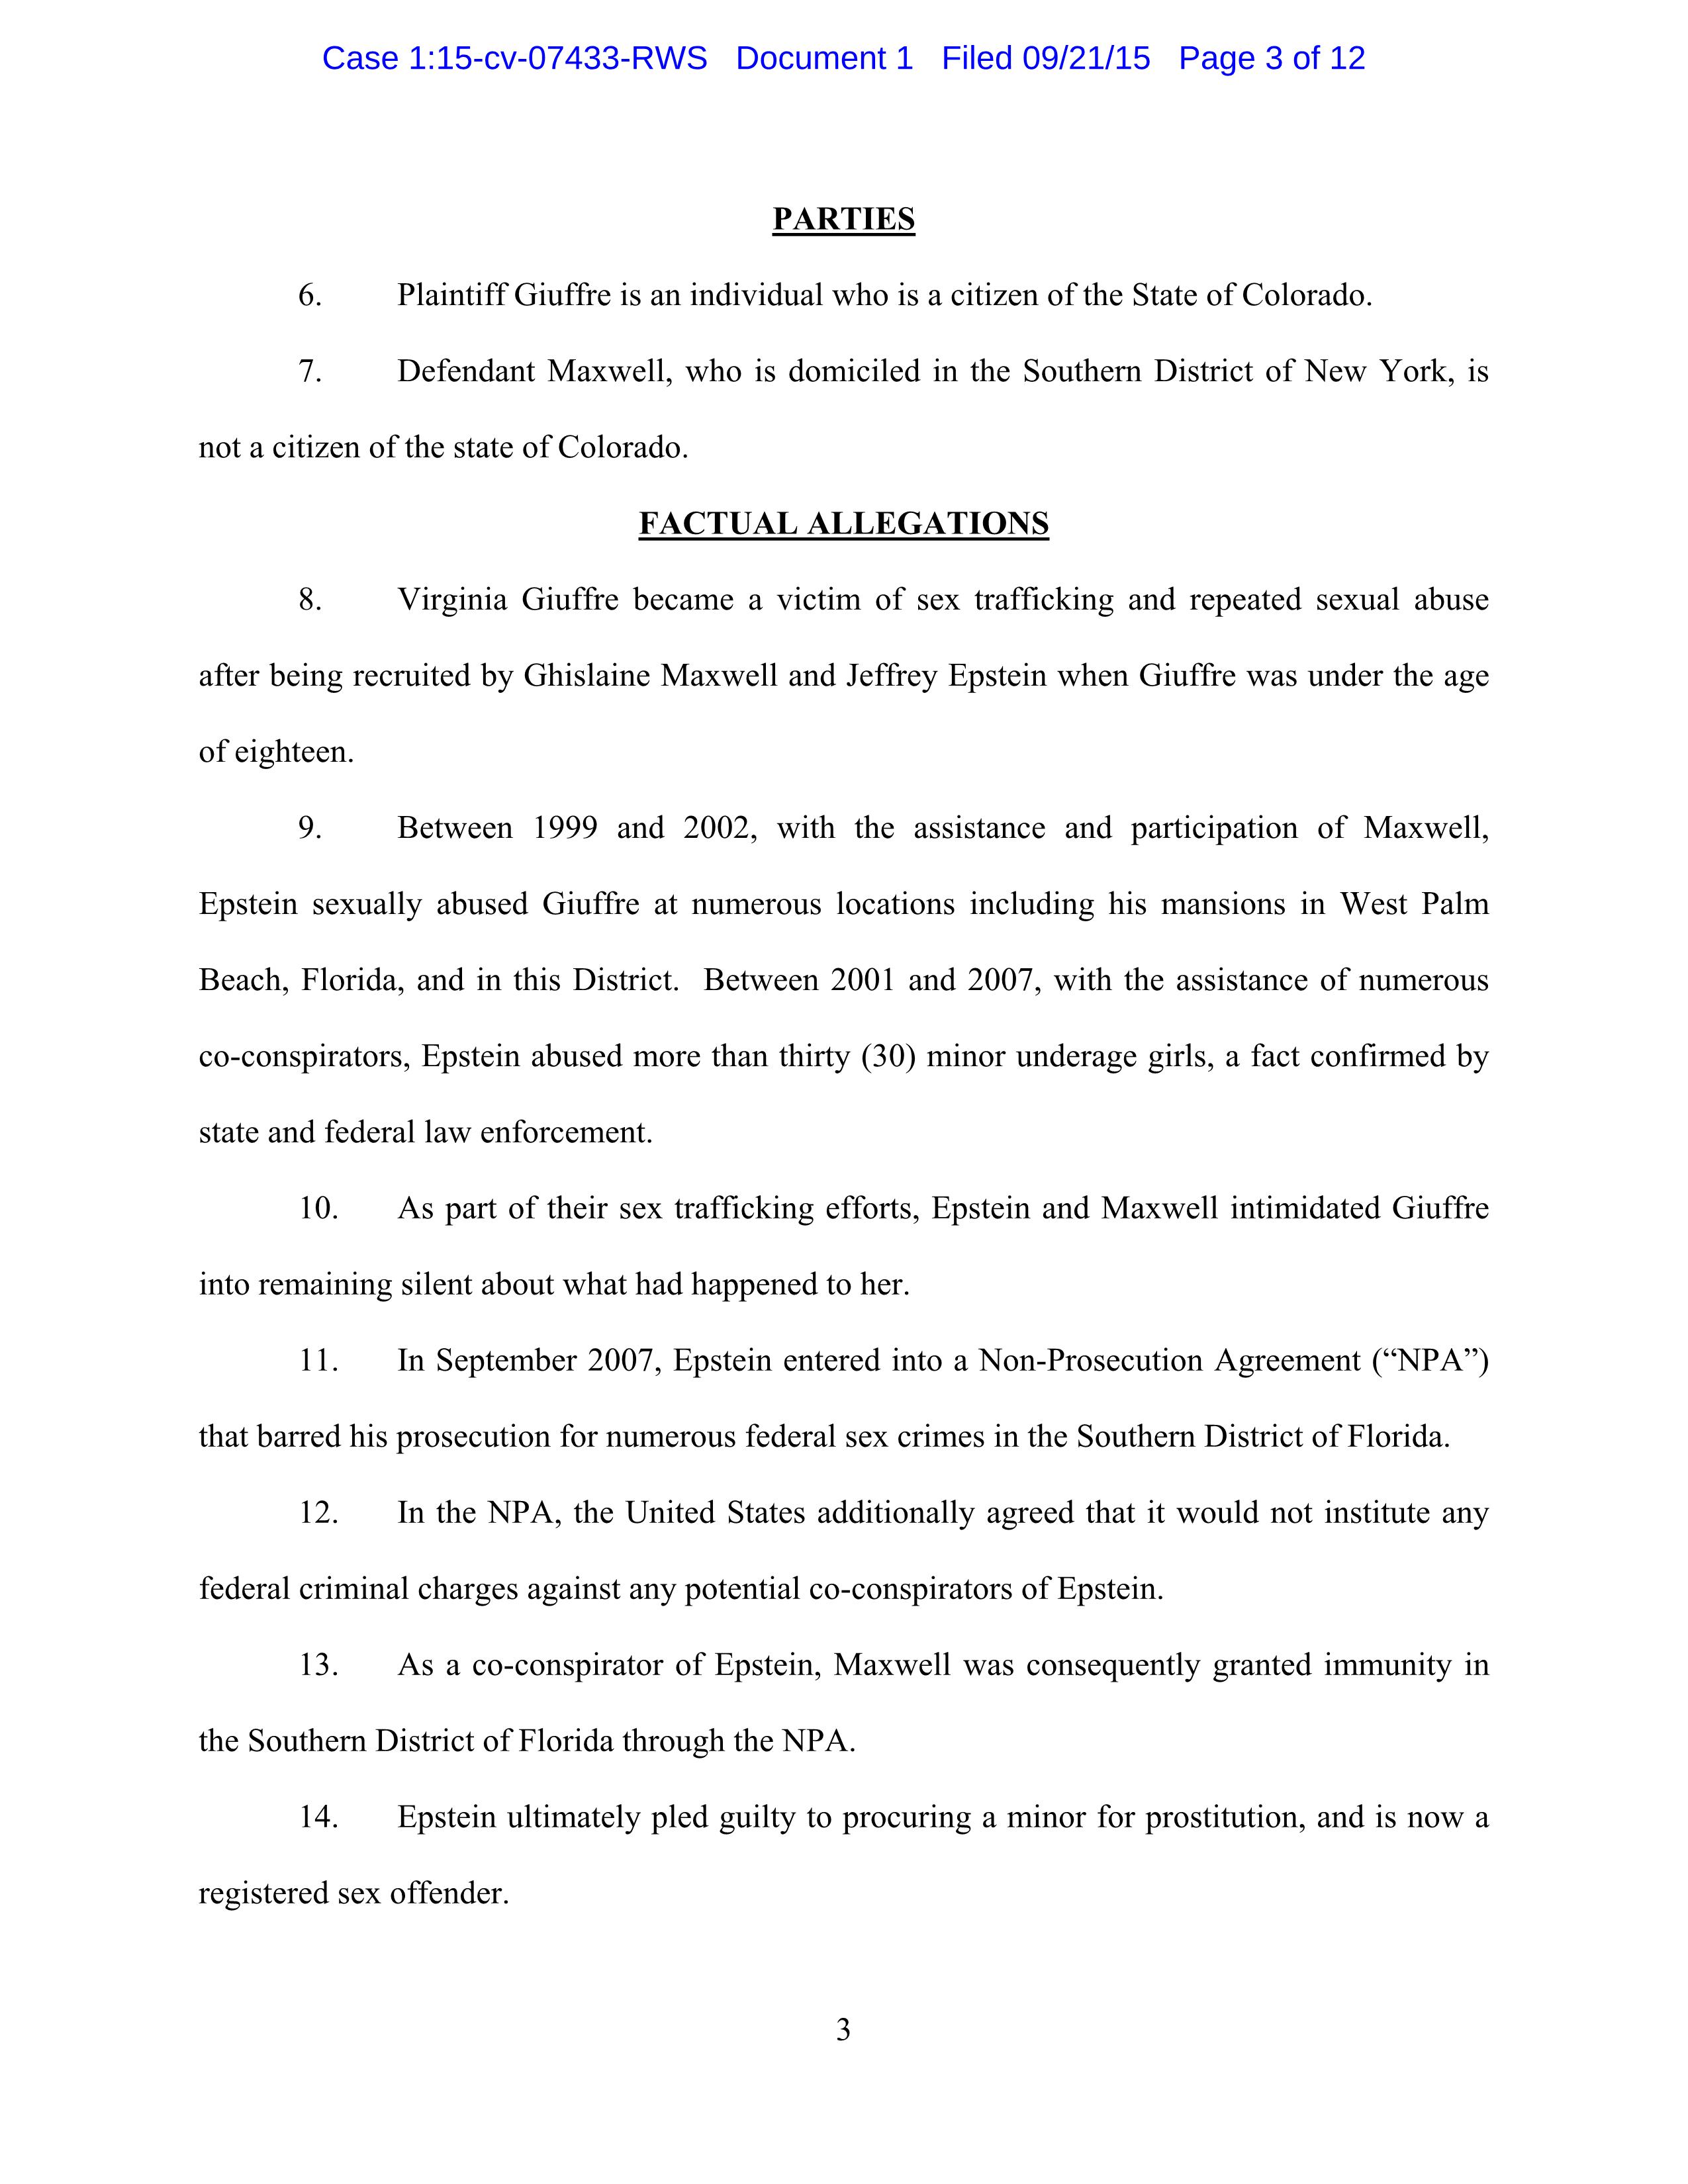 Case 1:15-cv-07433-RWS Document 1 Filed 09/21/15 Page 3 of 12
PARTIES
6. Plaintiff Giuffre is an individual who is a citizen of the State of Colorado.
7. Defendant Maxwell, who is domiciled in the Southern District of New York, is
not a citizen of the state of Colorado.
FACTUAL ALLEGATIONS
8. Virginia Giuffre became a victim of sex trafficking and repeated sexual abuse
after being recruited by Ghislaine Maxwell and Jeffrey Epstein when Giuffre was under the age
of eighteen.
9. Between 1999 and 2002, with the assistance and participation of Maxwell,
Epstein sexually abused Giuffre at numerous locations including his mansions in West Palm
Beach, Florida, and in this District. Between 2001 and 2007, with the assistance of numerous
co-conspirators, Epstein abused more than thirty (30) minor underage girls, a fact confirmed by
state and federal law enforcement.
10. As part of their sex trafficking efforts, Epstein and Maxwell intimidated Giuffre
into remaining silent about what had happened to her.
11. In September 2007, Epstein entered into a Non-Prosecution Agreement (“NPA”)
that barred his prosecution for numerous federal sex crimes in the Southern District of Florida.
12. In the NPA, the United States additionally agreed that it would not institute any
federal criminal charges against any potential co-conspirators of Epstein.
13. As a co-conspirator of Epstein, Maxwell was consequently granted immunity in
the Southern District of Florida through the NPA.
14. Epstein ultimately pled guilty to procuring a minor for prostitution, and is now a
registered sex offender.
3